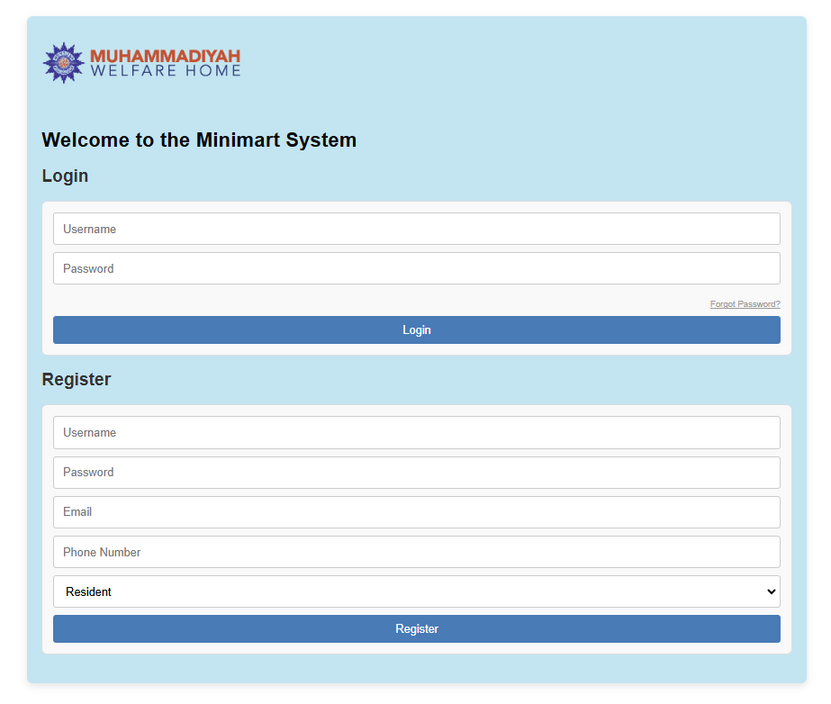 MUHAMMADIYAH
WELFARE HOME
Welcome to the Minimart System
Login
Username
Password
Forgot Password?
Login
Register
Username
Password
Email
Phone Number
Resident
Register